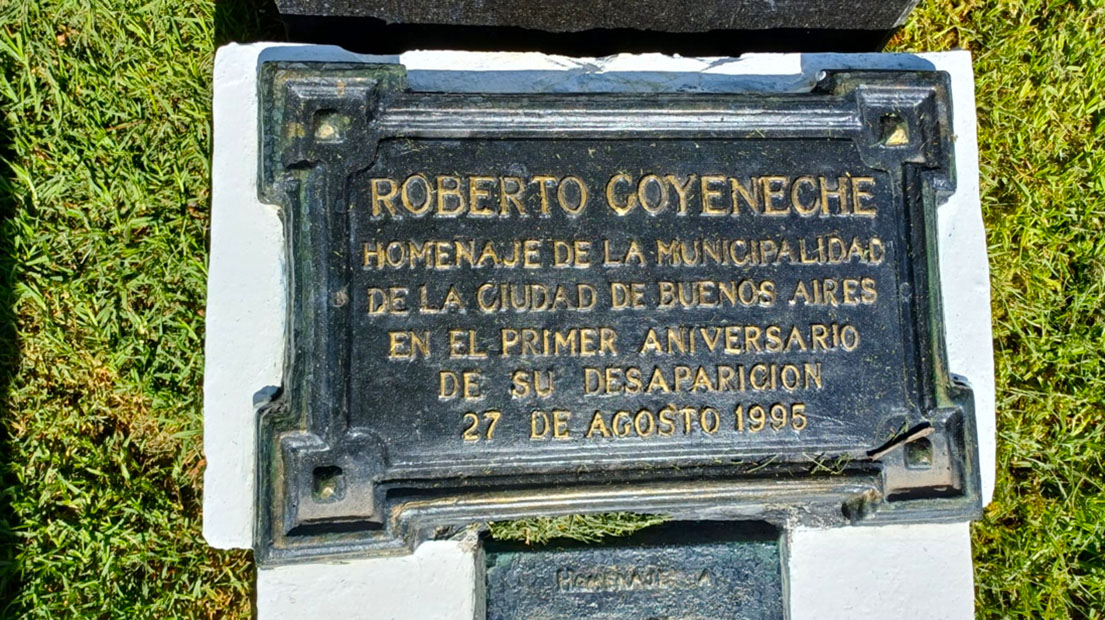 ROBERTO GOYENECHE
HOMENAJE DE LA MUNICIPALIDAD
DE LA CIUDAD DE BUENOS AIRES
EN EL PRIMER ANIVERSARIO
DE SU DESAPARICION
27 DE AGOSTO 1995
HOMENAJE A